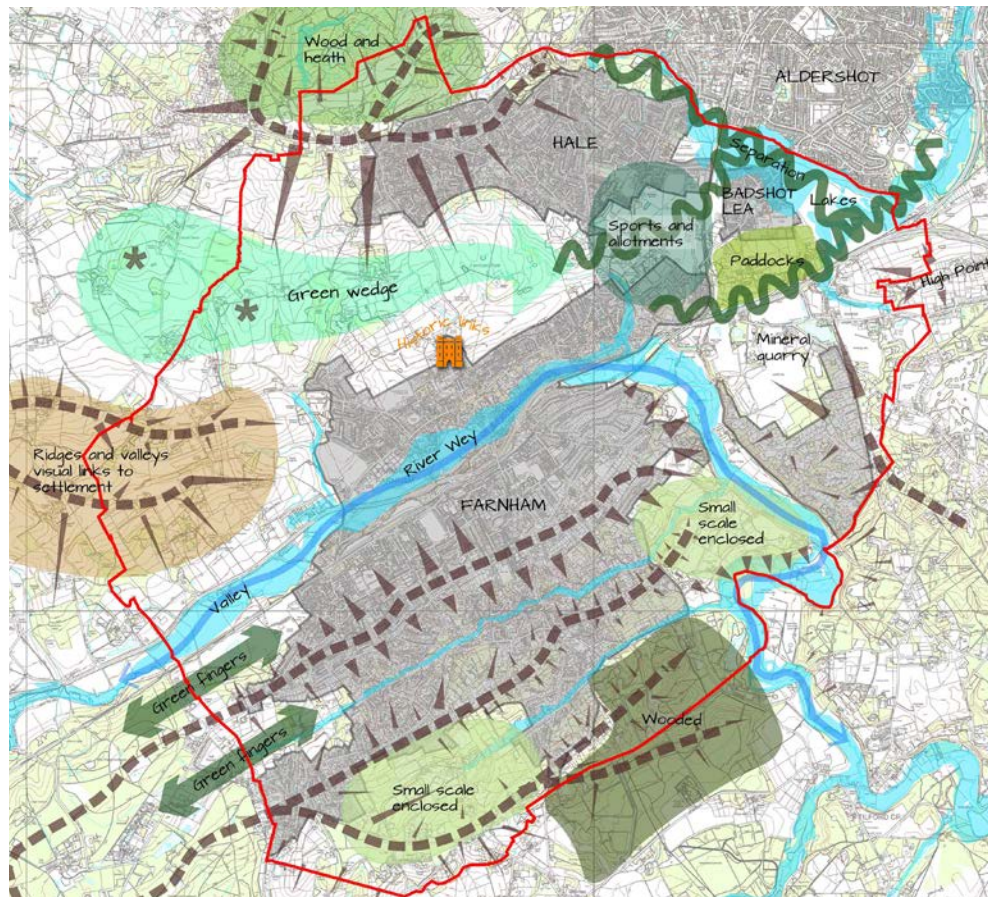 Wood and
heath
ALDERSHOT
HALE
Separation
BADSHOT
LEA
Lakes
Sports and
allotments
Paddocks
High Point
Green wedge
Historic links
Mineral
quarry
Ridges and valleys
visual links to
settlement
River Wey
FARNHAM
Small
scale
enclosed
Valley
Green fingers
Green fingers
Wooded
Small scale
enclosed